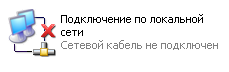 Подключение по локальной
сети
Сетевой кабель не подключен